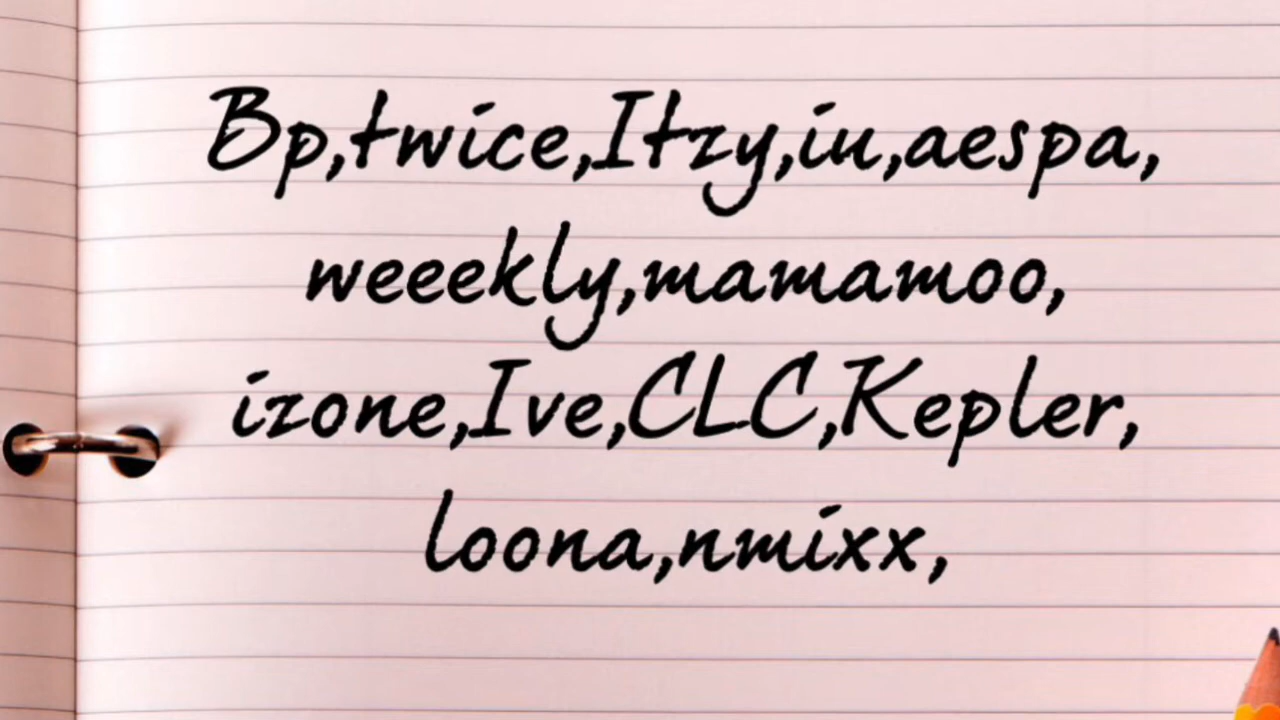 Bp,twice,Itzy,iu,aespa,
weeekly,mamamoo,
izone,Ive,CLC,Kepler,
loona,nmixx,